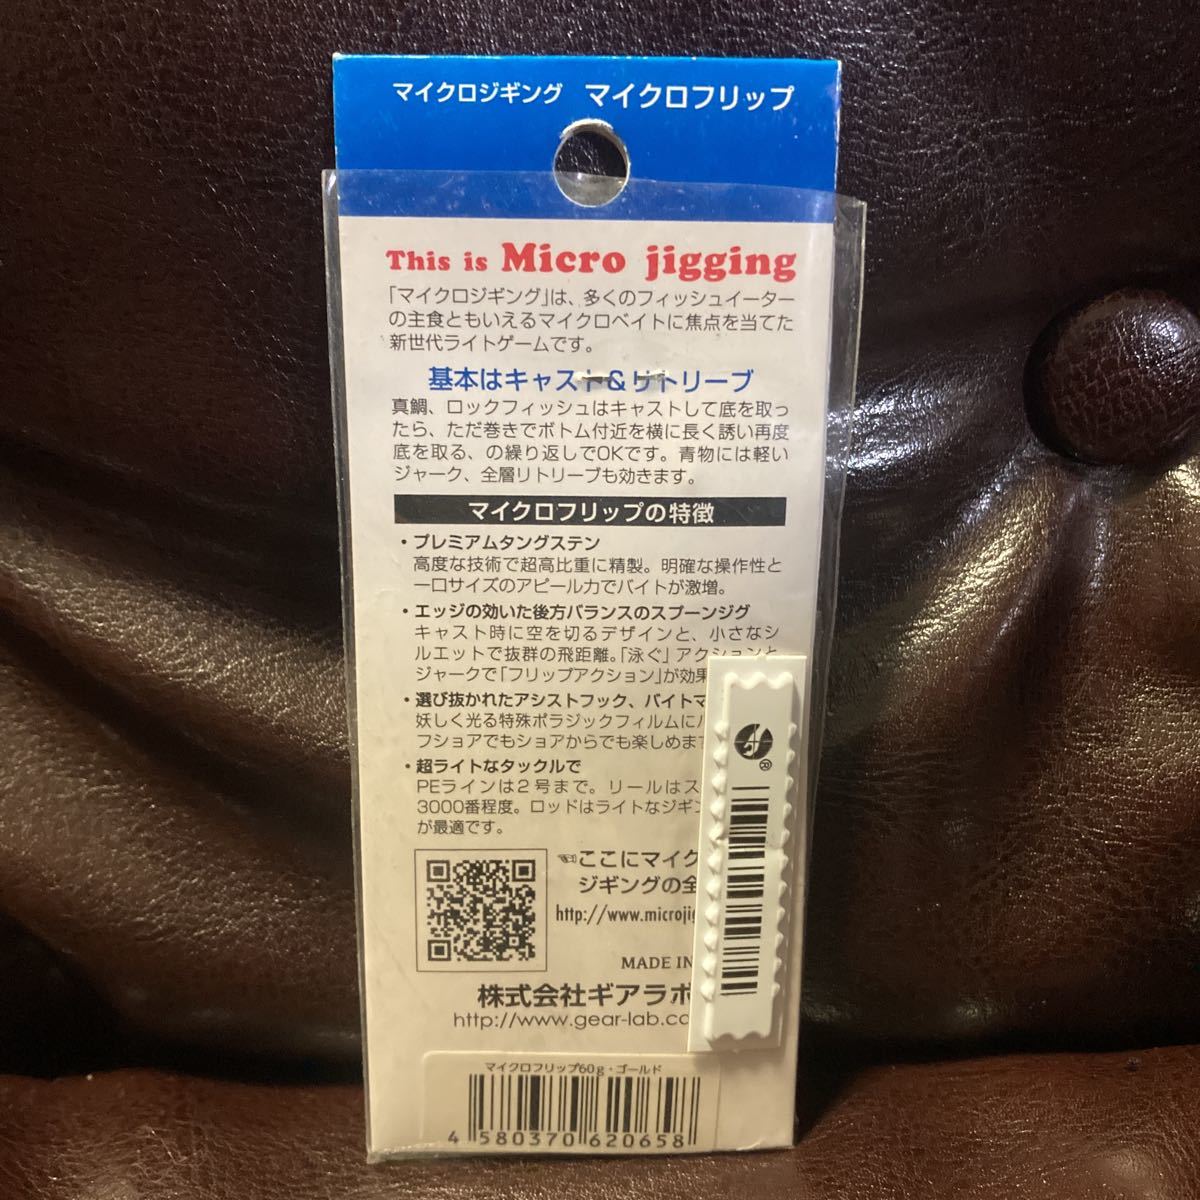 マイクロジギング マイクロフリップ
This is Micro jigging
「マイクロジギング」は、多くのフィッシュイーター
の主食ともいえるマイクロベイトに焦点を当てた
新世代ライトゲームです。
基本はキャスト&リトリーブ
真鯛、ロックフィッシュはキャストして底を取っ
たら、ただ巻きでボトム付近を横に長く誘い再度
底を取る、の繰り返しでOKです。青物には軽い
ジャーク、全層リトリーブも効きます。
マイクロフリップの特徴
・プレミアムタングステン
高度な技術で超高比重に精製。明確な操作性と
一口サイズのアピール力でバイトが激増。
・エッジの効いた後方バランスのスプーンジグ
キャスト時に空を切るデザインと、小さなシ
ルエットで抜群の飛距離。「泳ぐ」アクションと
ジャークで「フリップアクション」が効果
・選び抜かれたアシストフック、バイトマ
妖しく光る特殊ポラジックフィルムに
フショアでもショアからでも楽しめま
・超ライトなタックルで
PEラインは2号まで。リールはス
3000番程度。ロッドはライトなジギン
が最適です。
☜ここにマイク
ジギングの全
http://www.microjig
MADE IN
株式会社ギアラボ
http://www.gear-lab.co
®
マイクロフリップ60g・ゴールド
4 580370 620658